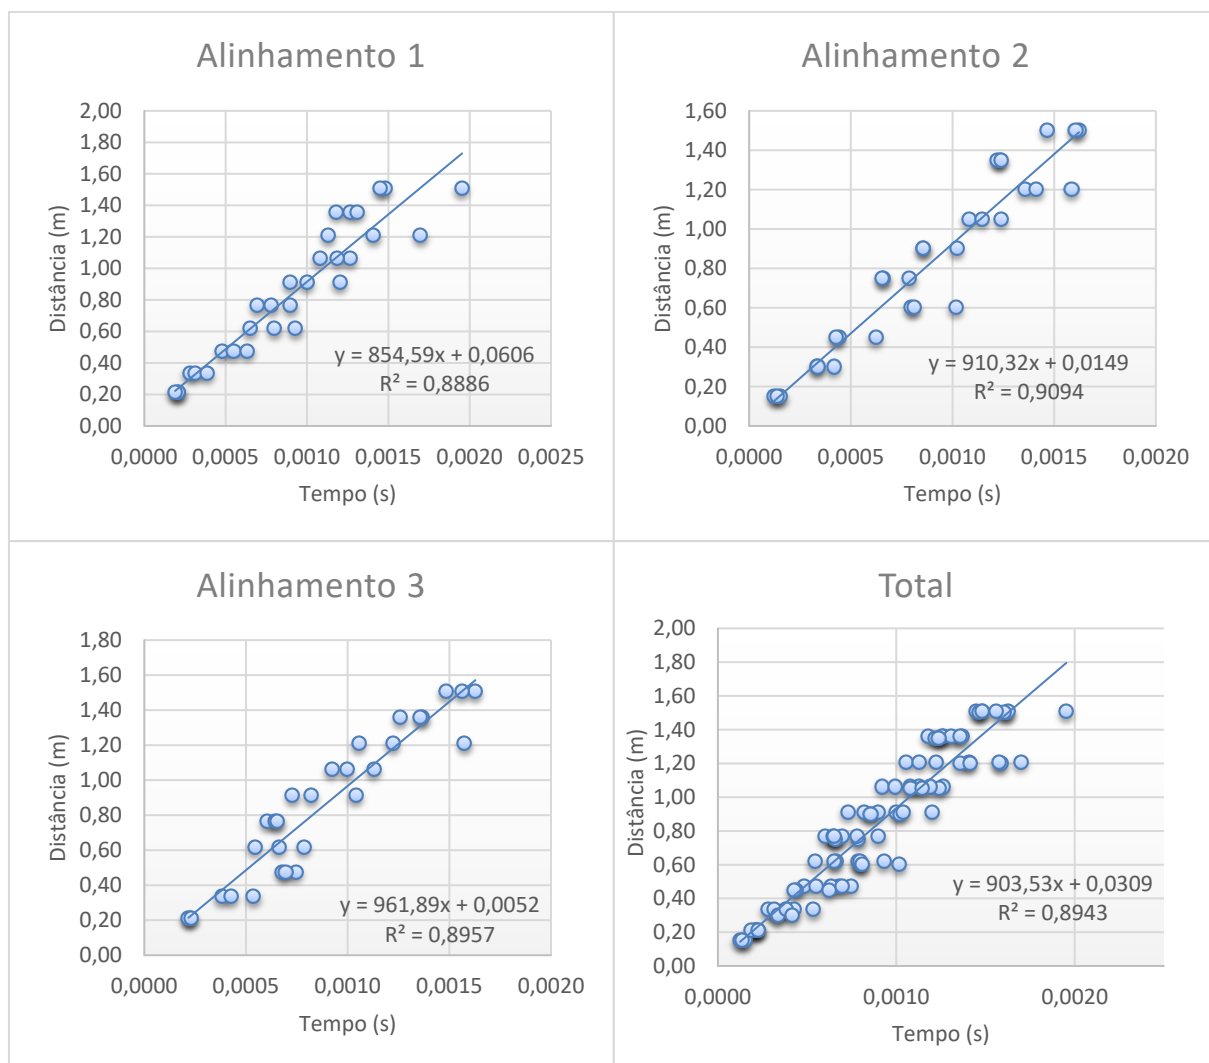 Alinhamento 1
2,00
1,80
1,60
1,40
1,20
1,00
0,80
0,60
0,40
0,20
0,00
Distância (m)
y = 854,59x + 0,0606
R² = 0,8886
0,0000 0,0005 0,0010 0,0015 0,0020 0,0025
Tempo (s)
Alinhamento 2
1,60
1,40
1,20
1,00
0,80
0,60
0,40
0,20
0,00
Distância (m)
y = 910,32x + 0,0149
R² = 0,9094
0,0000 0,0005 0,0010 0,0015 0,0020
Tempo (s)
Alinhamento 3
1,80
1,60
1,40
1,20
1,00
0,80
0,60
0,40
0,20
0,00
Distância (m)
y = 961,89x + 0,0052
R² = 0,8957
0,0000 0,0005 0,0010 0,0015 0,0020
Tempo (s)
Total
2,00
1,80
1,60
1,40
1,20
1,00
0,80
0,60
0,40
0,20
0,00
Distância (m)
y = 903,53x + 0,0309
R² = 0,8943
0,0000 0,0010 0,0020
Tempo (s)